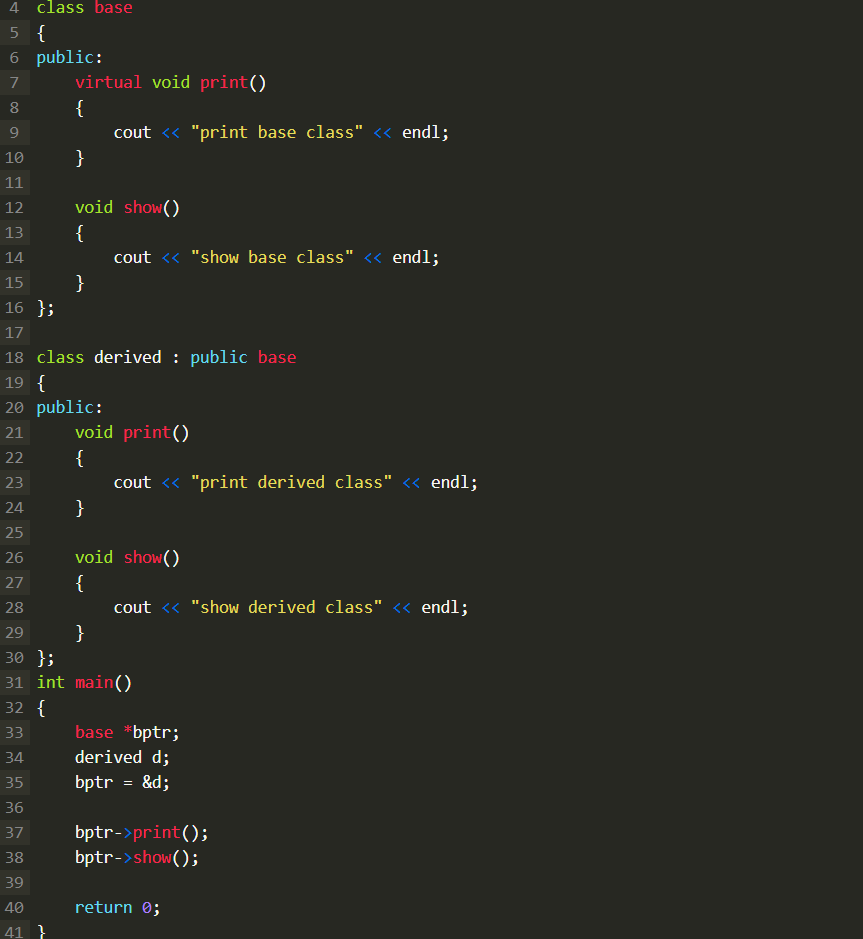 4 class base
5 {
6 public:
7     virtual void print()
8     {
9         cout << "print base class" << endl;
10     }
11
12     void show()
13     {
14         cout << "show base class" << endl;
15     }
16 };
17
18 class derived : public base
19 {
20 public:
21     void print()
22     {
23         cout << "print derived class" << endl;
24     }
25
26     void show()
27     {
28         cout << "show derived class" << endl;
29     }
30 };
31 int main()
32 {
33     base *bptr;
34     derived d;
35     bptr = &d;
36
37     bptr->print();
38     bptr->show();
39
40     return 0;
41 }